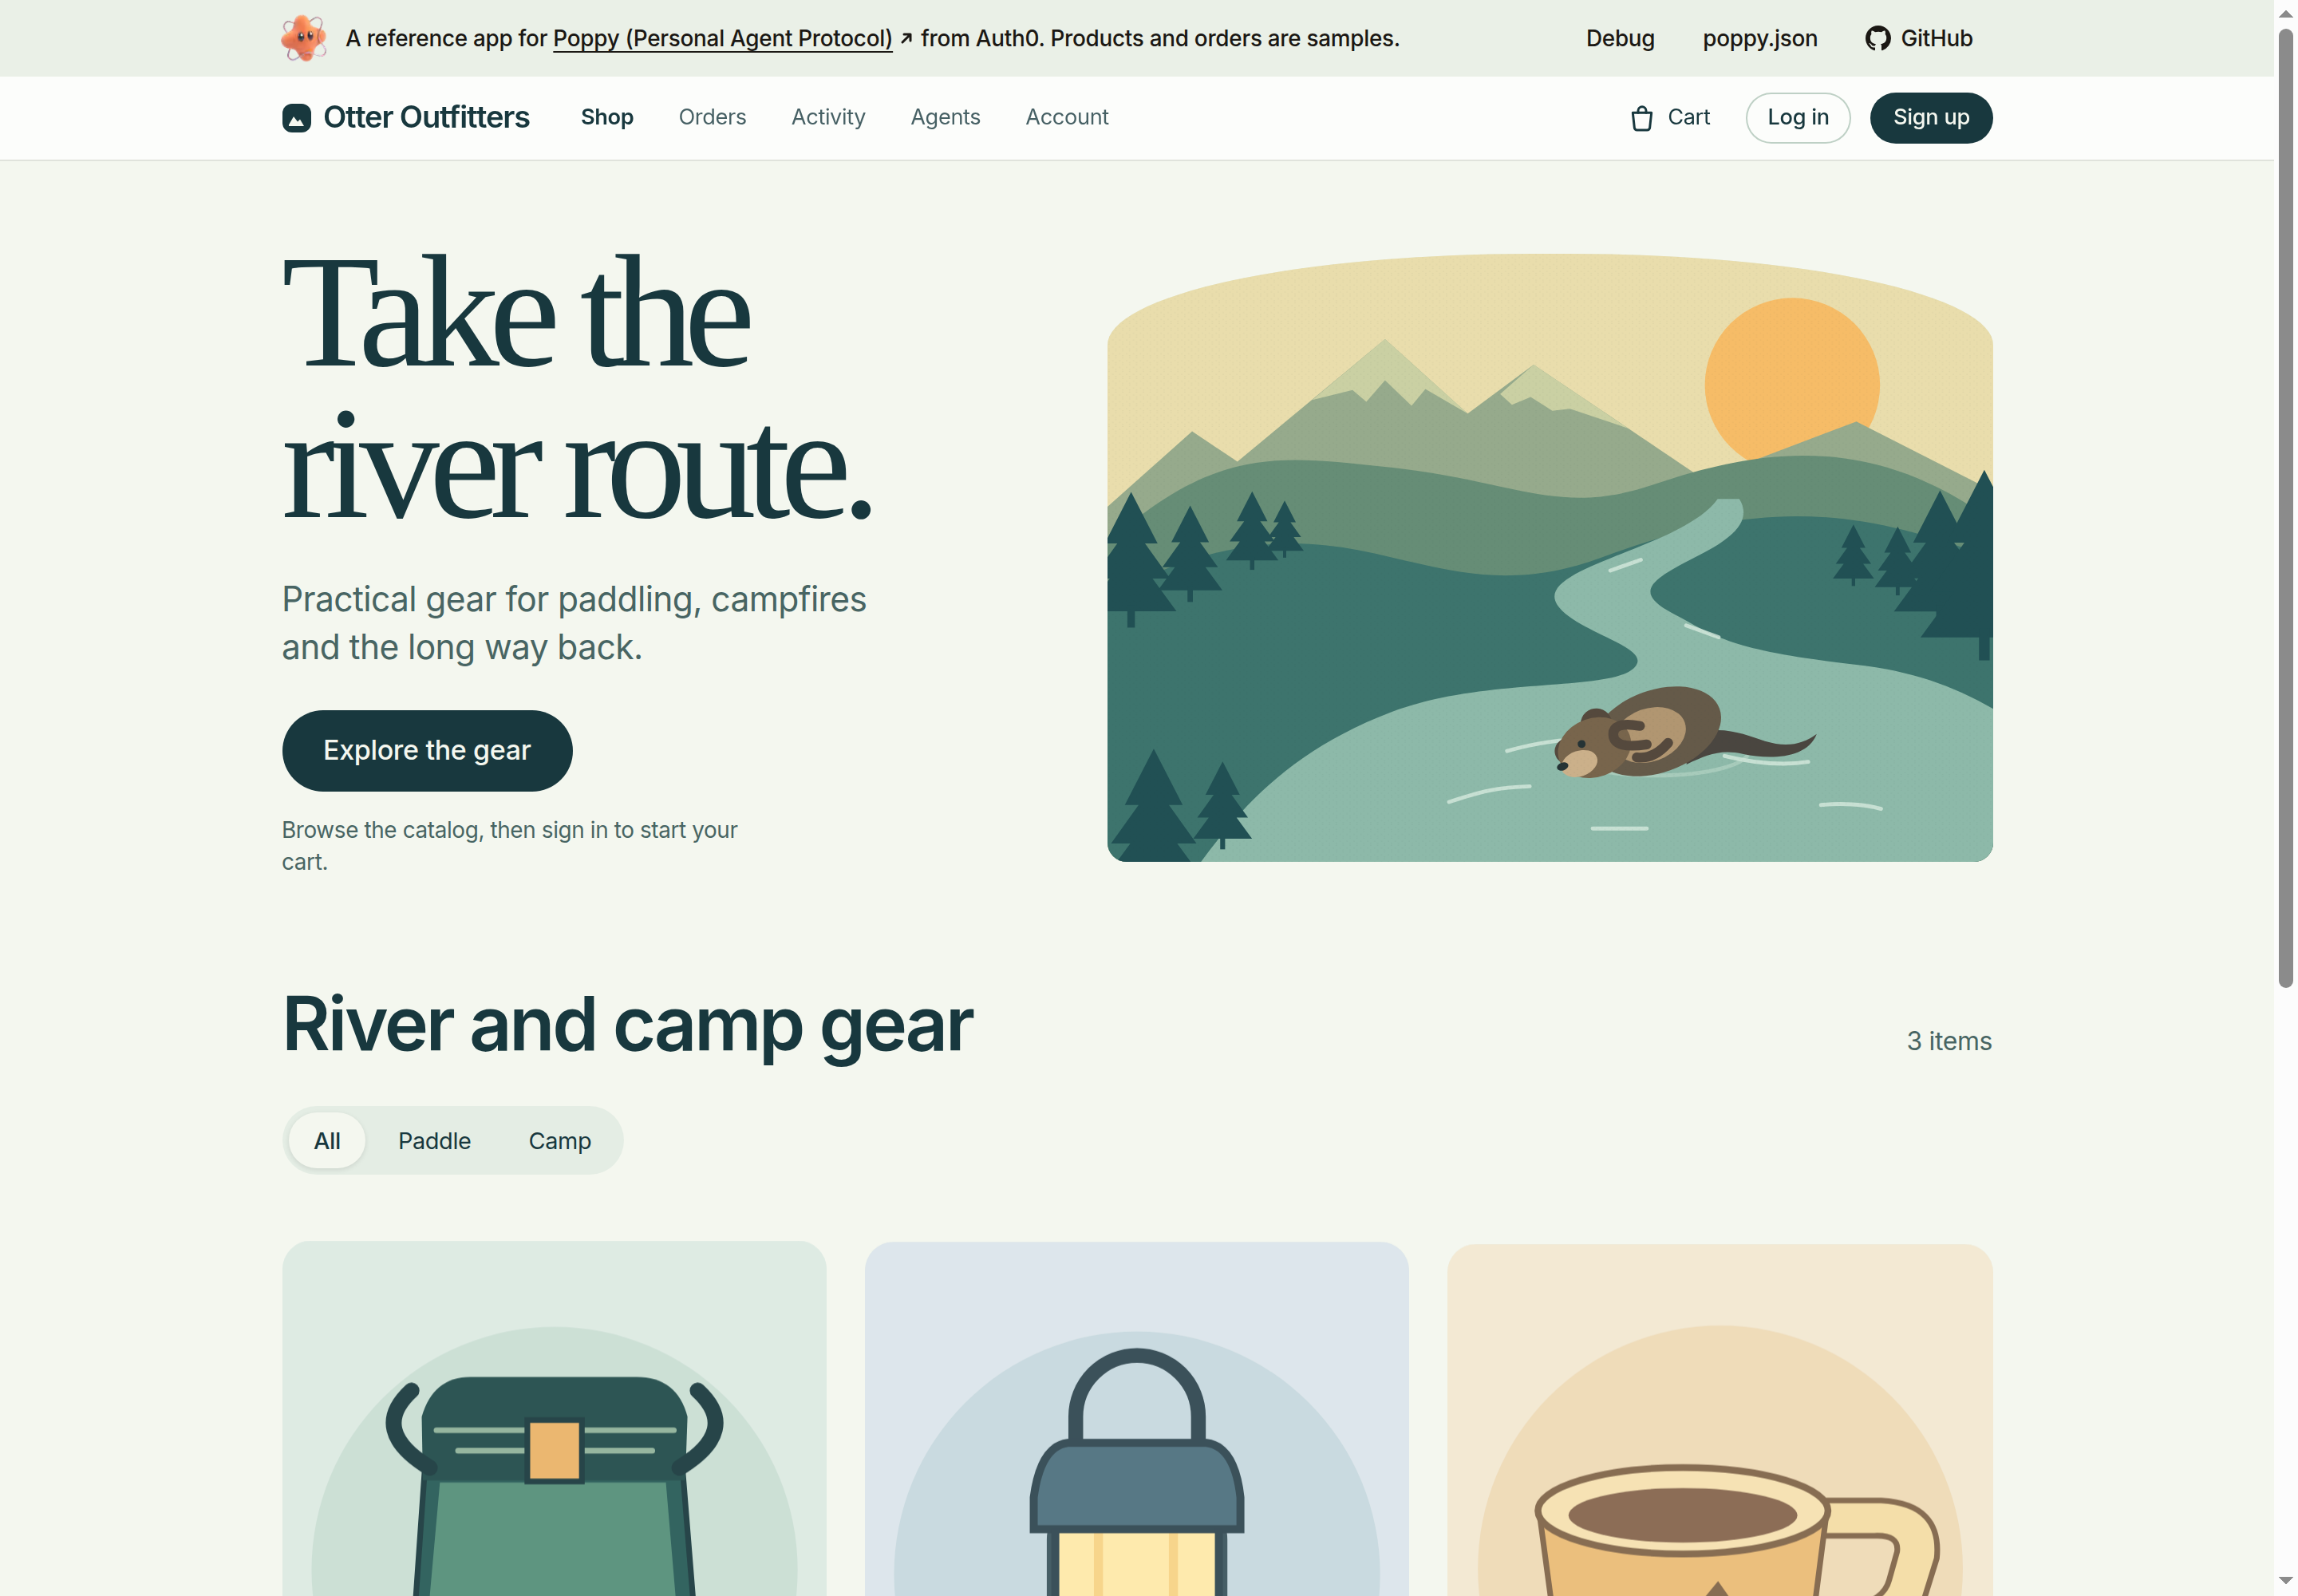 A reference app for Poppy (Personal Agent Protocol) ↗ from Auth0. Products and orders are samples.
Debug
poppy.json
GitHub
Otter Outfitters
Shop
Orders
Activity
Agents
Account
Cart
Log in
Sign up
Take the
river route.
Practical gear for paddling, campfires
and the long way back.
Explore the gear
Browse the catalog, then sign in to start your
cart.
River and camp gear
3 items
All
Paddle
Camp